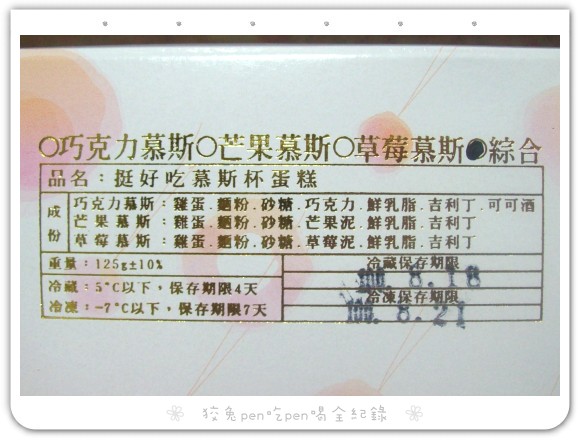 ○巧克力慕斯○芒果慕斯○草莓慕斯●綜合
品名：挺好吃慕斯杯蛋糕
成份
巧克力慕斯：雞蛋.麵粉.砂糖.巧克力.鮮乳脂.吉利丁.可可酒
芒果慕斯：雞蛋.麵粉.砂糖.芒果泥.鮮乳脂.吉利丁
草莓慕斯：雞蛋.麵粉.砂糖.草莓泥.鮮乳脂.吉利丁
重量：125g±10%
冷藏：5°C以下，保存期限4天
冷凍：-7°C以下，保存期限7天
冷藏保存期限
100. 8. 18
冷凍保存期限
100. 8. 21
狡兔pen吃pen喝全紀錄